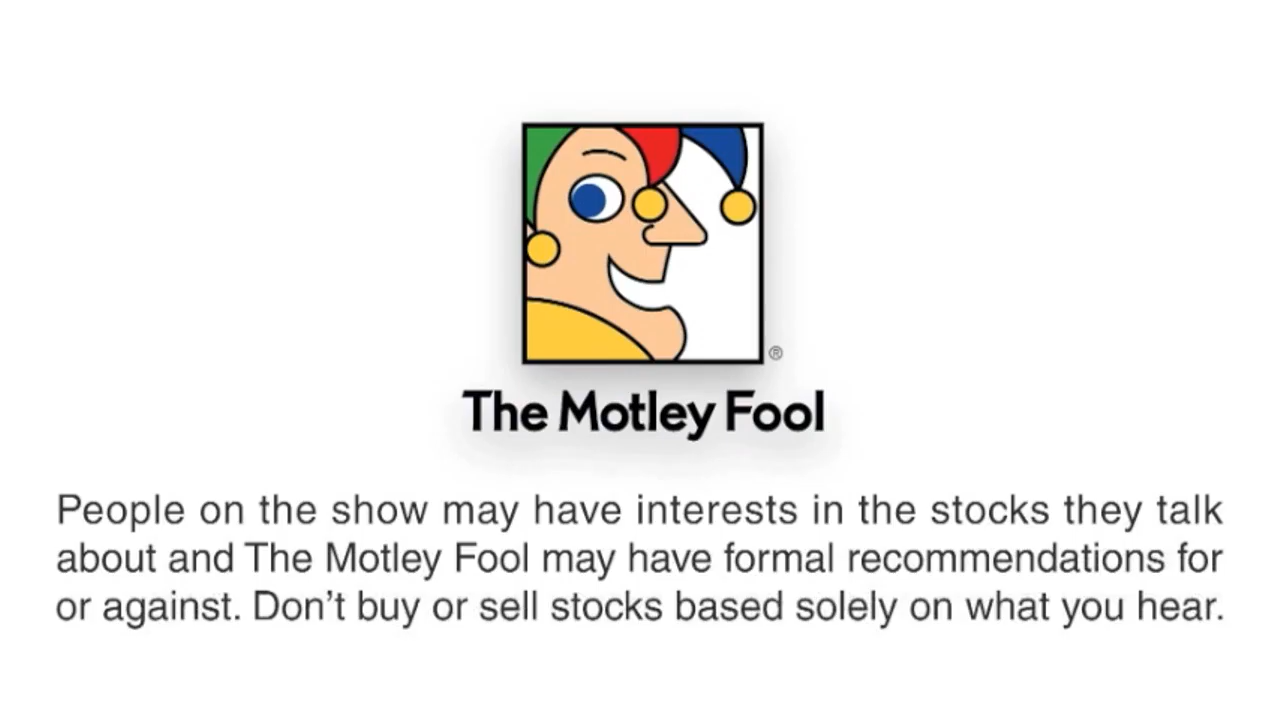 ®
The Motley Fool
People on the show may have interests in the stocks they talk
about and The Motley Fool may have formal recommendations for
or against. Don’t buy or sell stocks based solely on what you hear.